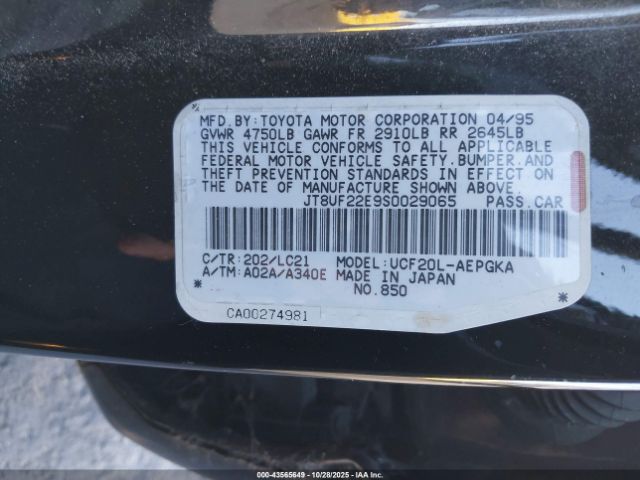 MFD.BY:TOYOTA MOTOR CORPORATION 04/95
GVWR 4750LB GAWR FR 2910LB RR 2645LB
THIS VEHICLE CONFORMS TO ALL APPLICABLE
FEDERAL MOTOR VEHICLE SAFETY,BUMPER,AND
THEFT PREVENTION STANDARDS IN EFFECT ON
THE DATE OF MANUFACTURE SHOWN ABOVE.
JT8UF22E9S0029065 PASS.CAR
C/TR:202/LC21 MODEL:UCF20L-AEPGKA
A/TM:A02A/A340E MADE IN JAPAN
NO.850
CA00274981
000-43565649 | 10/28/2025 | IAAI.COM